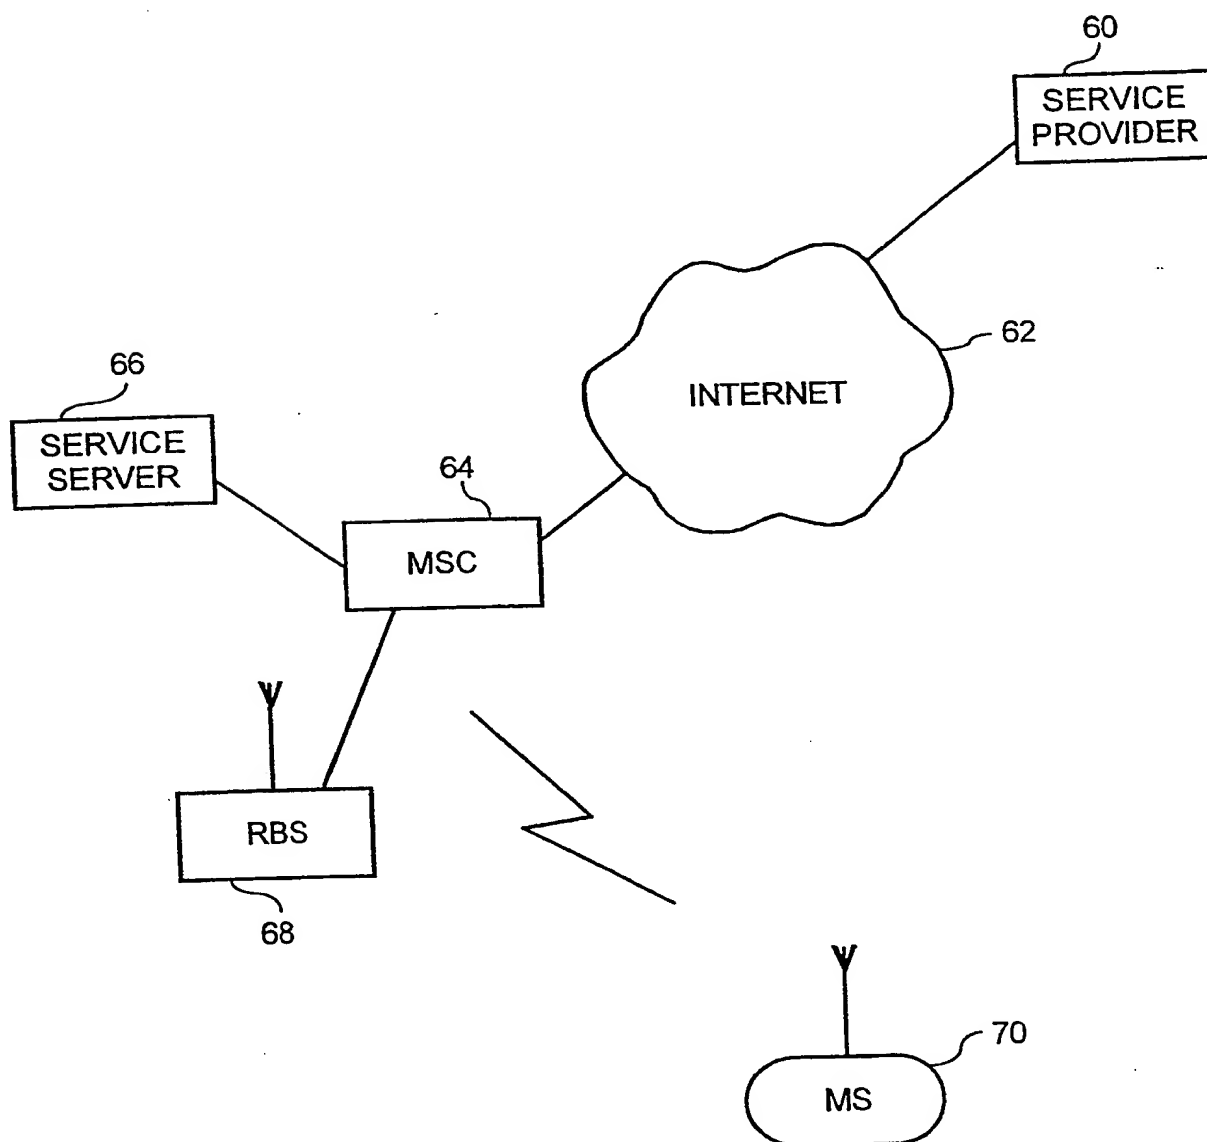 60
SERVICE
PROVIDER
62
INTERNET
66
SERVICE
SERVER
64
MSC
RBS
68
70
MS